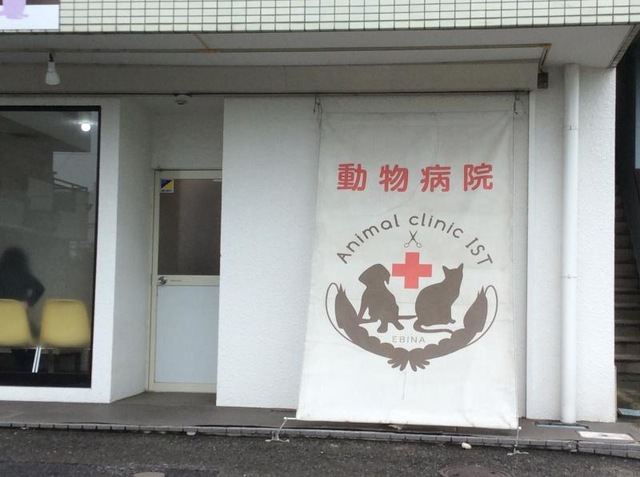 動物病院
Animal clinic IST
EBINA